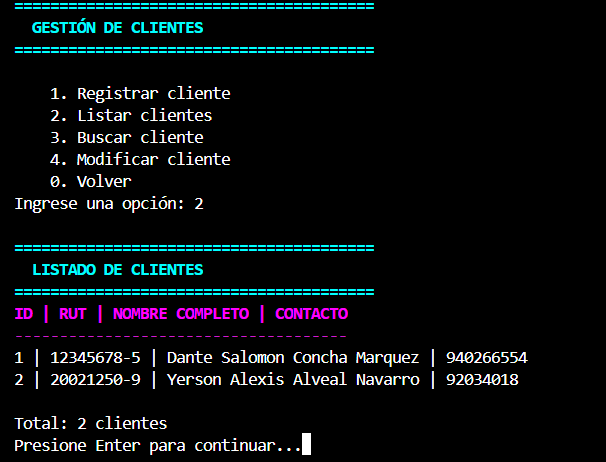 ========================================
GESTIÓN DE CLIENTES
========================================
1. Registrar cliente
2. Listar clientes
3. Buscar cliente
4. Modificar cliente
0. Volver
Ingrese una opción: 2
========================================
LISTADO DE CLIENTES
========================================
ID | RUT | NOMBRE COMPLETO | CONTACTO
-------------------------------------
1 | 12345678-5 | Dante Salomon Concha Marquez | 940266554
2 | 20021250-9 | Yerson Alexis Alveal Navarro | 92034018
Total: 2 clientes
Presione Enter para continuar...